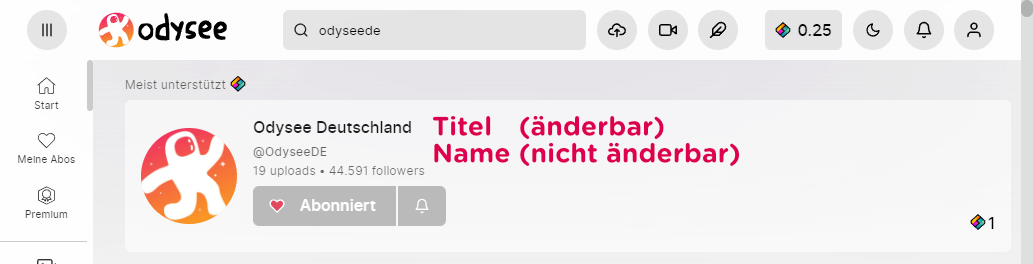 odysee
odyseede
0.25
Start
Meine Abos
Premium
Meist unterstützt
Odysee Deutschland
Titel (änderbar)
@OdyseeDE
Name (nicht änderbar)
19 uploads • 44.591 followers
Abonniert
1